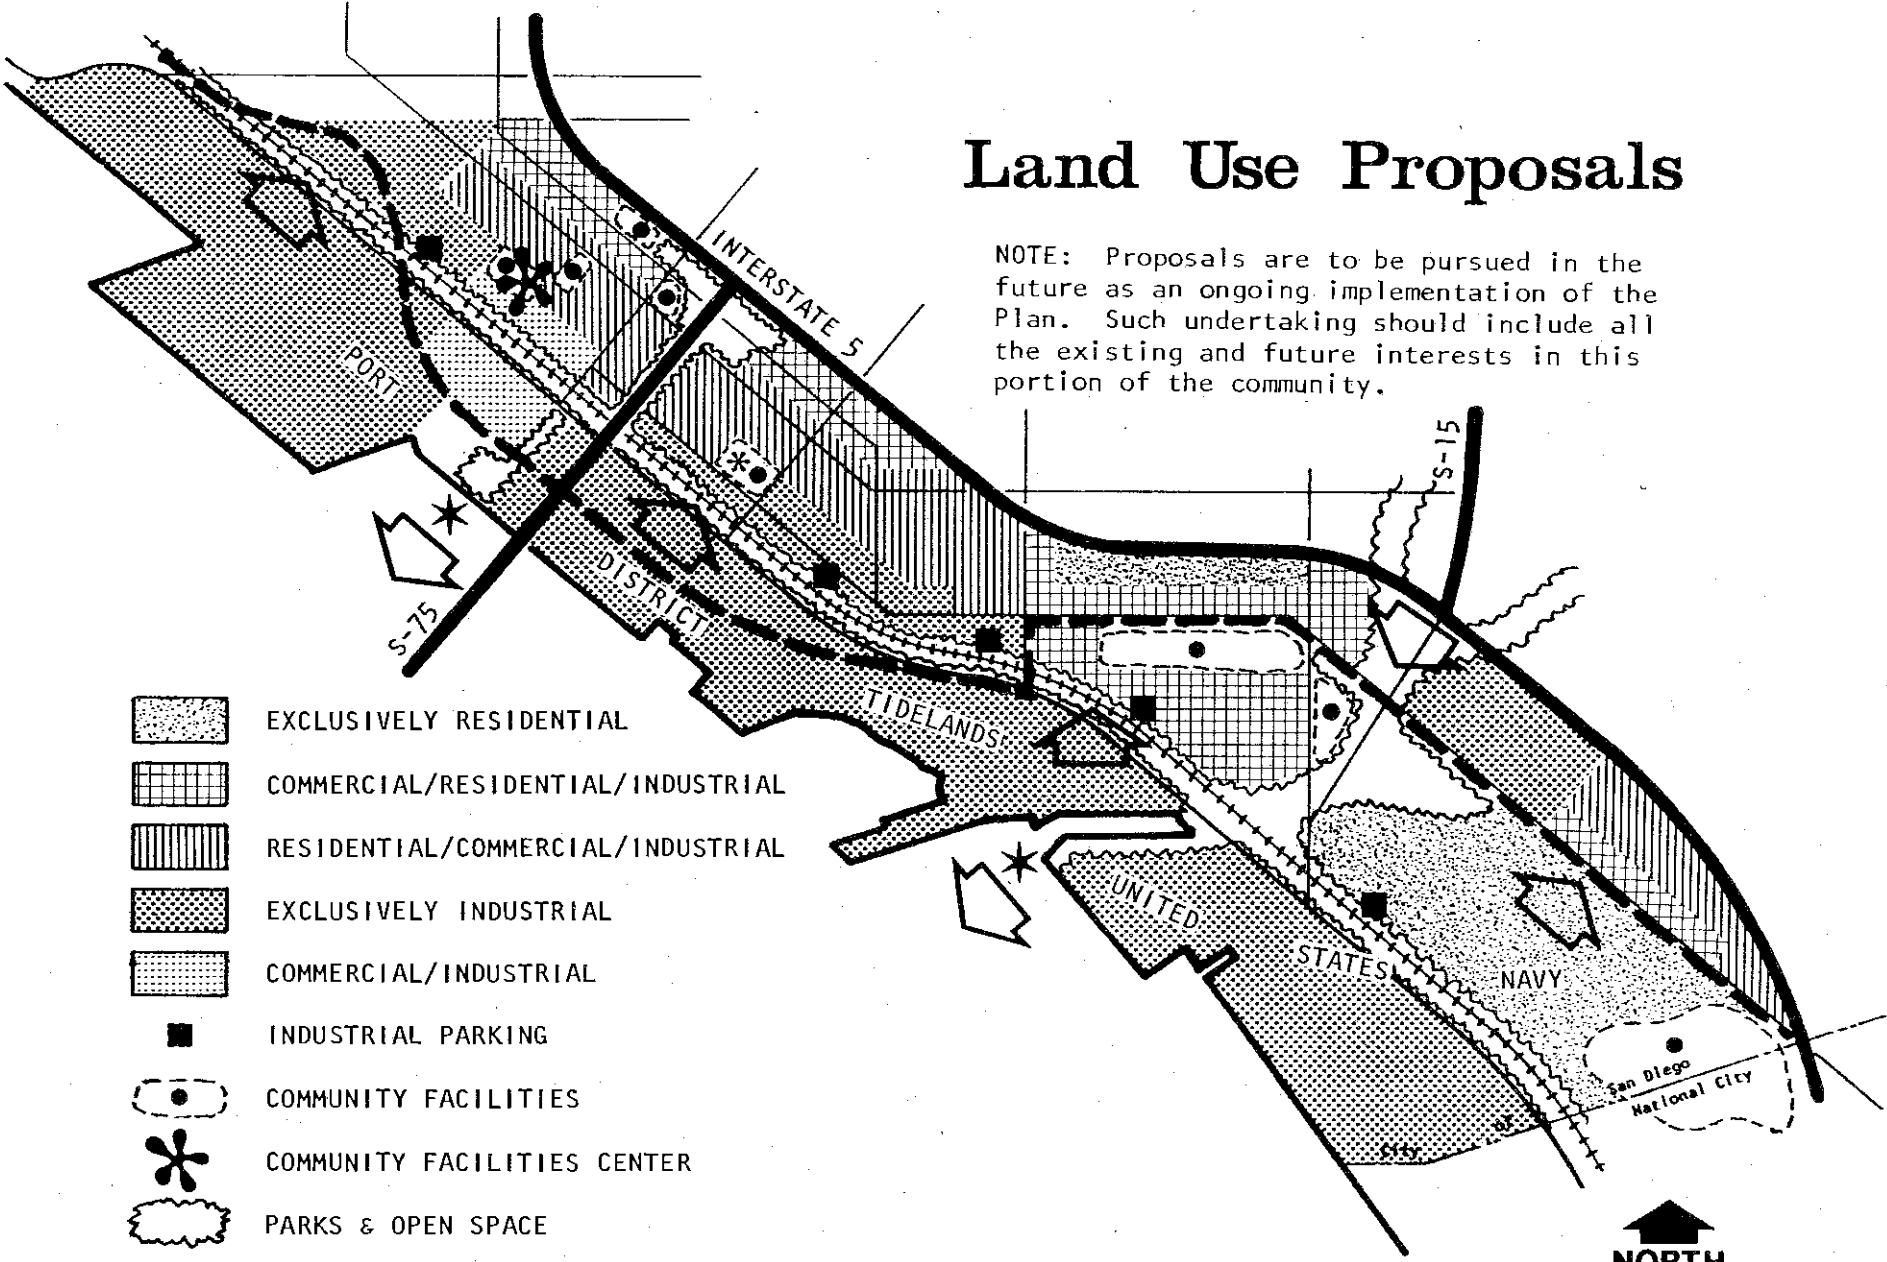 Land Use Proposals
NOTE: Proposals are to be pursued in the
future as an ongoing implementation of the
Plan. Such undertaking should include all
the existing and future interests in this
portion of the community.
INTERSTATE 5
S-15
PORT
DISTRICT
S-75
TIDELANDS
UNITED
STATES
NAVY
San Diego
National City
City of
EXCLUSIVELY RESIDENTIAL
COMMERCIAL/RESIDENTIAL/INDUSTRIAL
RESIDENTIAL/COMMERCIAL/INDUSTRIAL
EXCLUSIVELY INDUSTRIAL
COMMERCIAL/INDUSTRIAL
INDUSTRIAL PARKING
COMMUNITY FACILITIES
COMMUNITY FACILITIES CENTER
PARKS & OPEN SPACE
NORTH